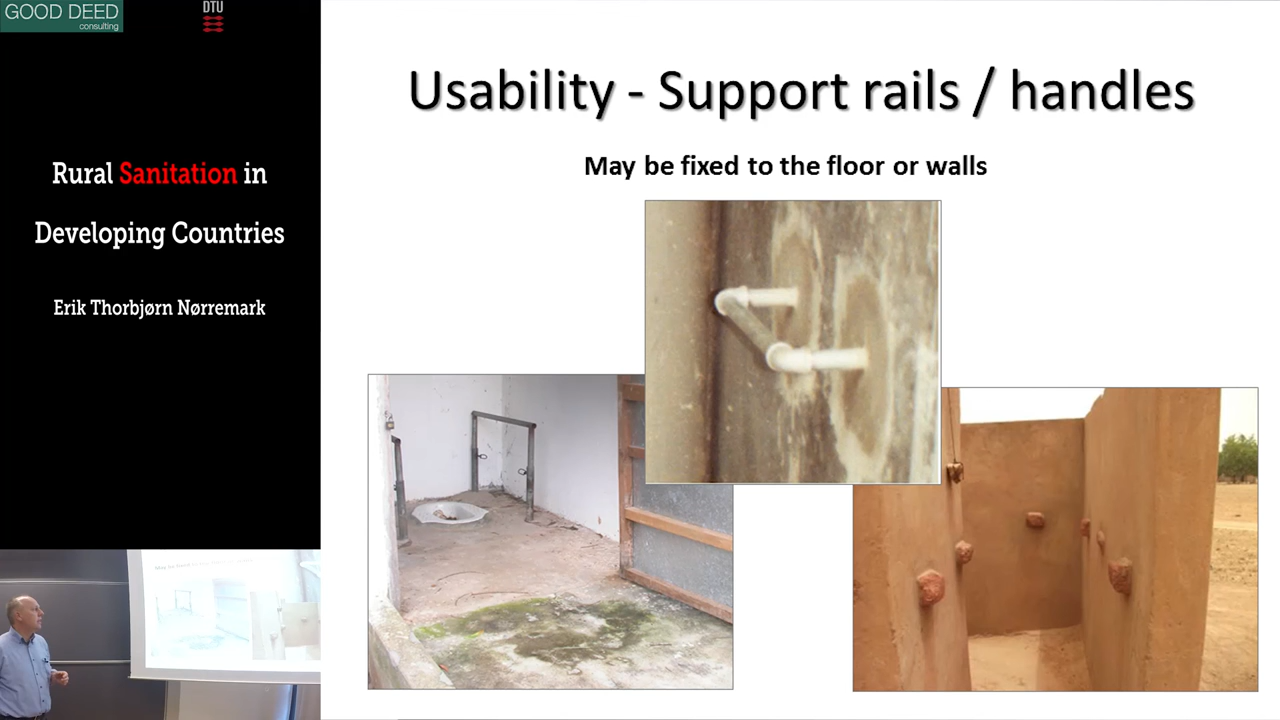 GOOD DEED
consulting
DTU
Rural Sanitation in
Developing Countries
Erik Thorbjørn Nørremark
Usability - Support rails / handles
May be fixed to the floor or walls